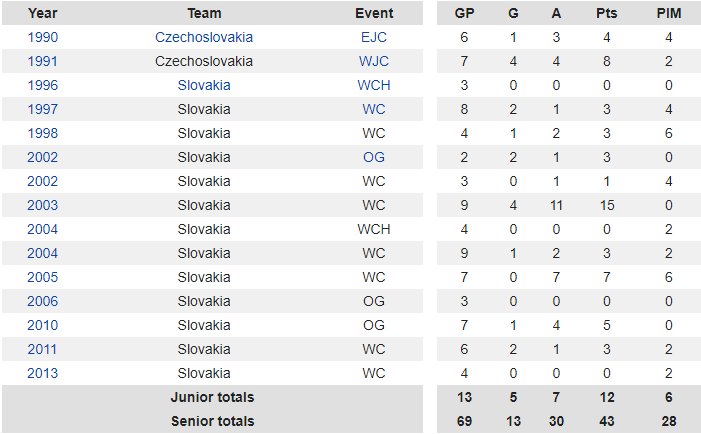 Year Team Event GP G A Pts PIM
1990 Czechoslovakia EJC 6 1 3 4 4
1991 Czechoslovakia WJC 7 4 4 8 2
1996 Slovakia WCH 3 0 0 0 0
1997 Slovakia WC 8 2 1 3 4
1998 Slovakia WC 4 1 2 3 6
2002 Slovakia OG 2 2 1 3 0
2002 Slovakia WC 3 0 1 1 4
2003 Slovakia WC 9 4 11 15 0
2004 Slovakia WCH 4 0 0 0 2
2004 Slovakia WC 9 1 2 3 2
2005 Slovakia WC 7 0 7 7 6
2006 Slovakia OG 3 0 0 0 0
2010 Slovakia OG 7 1 4 5 0
2011 Slovakia WC 6 2 1 3 2
2013 Slovakia WC 4 0 0 0 2
Junior totals 13 5 7 12 6
Senior totals 69 13 30 43 28